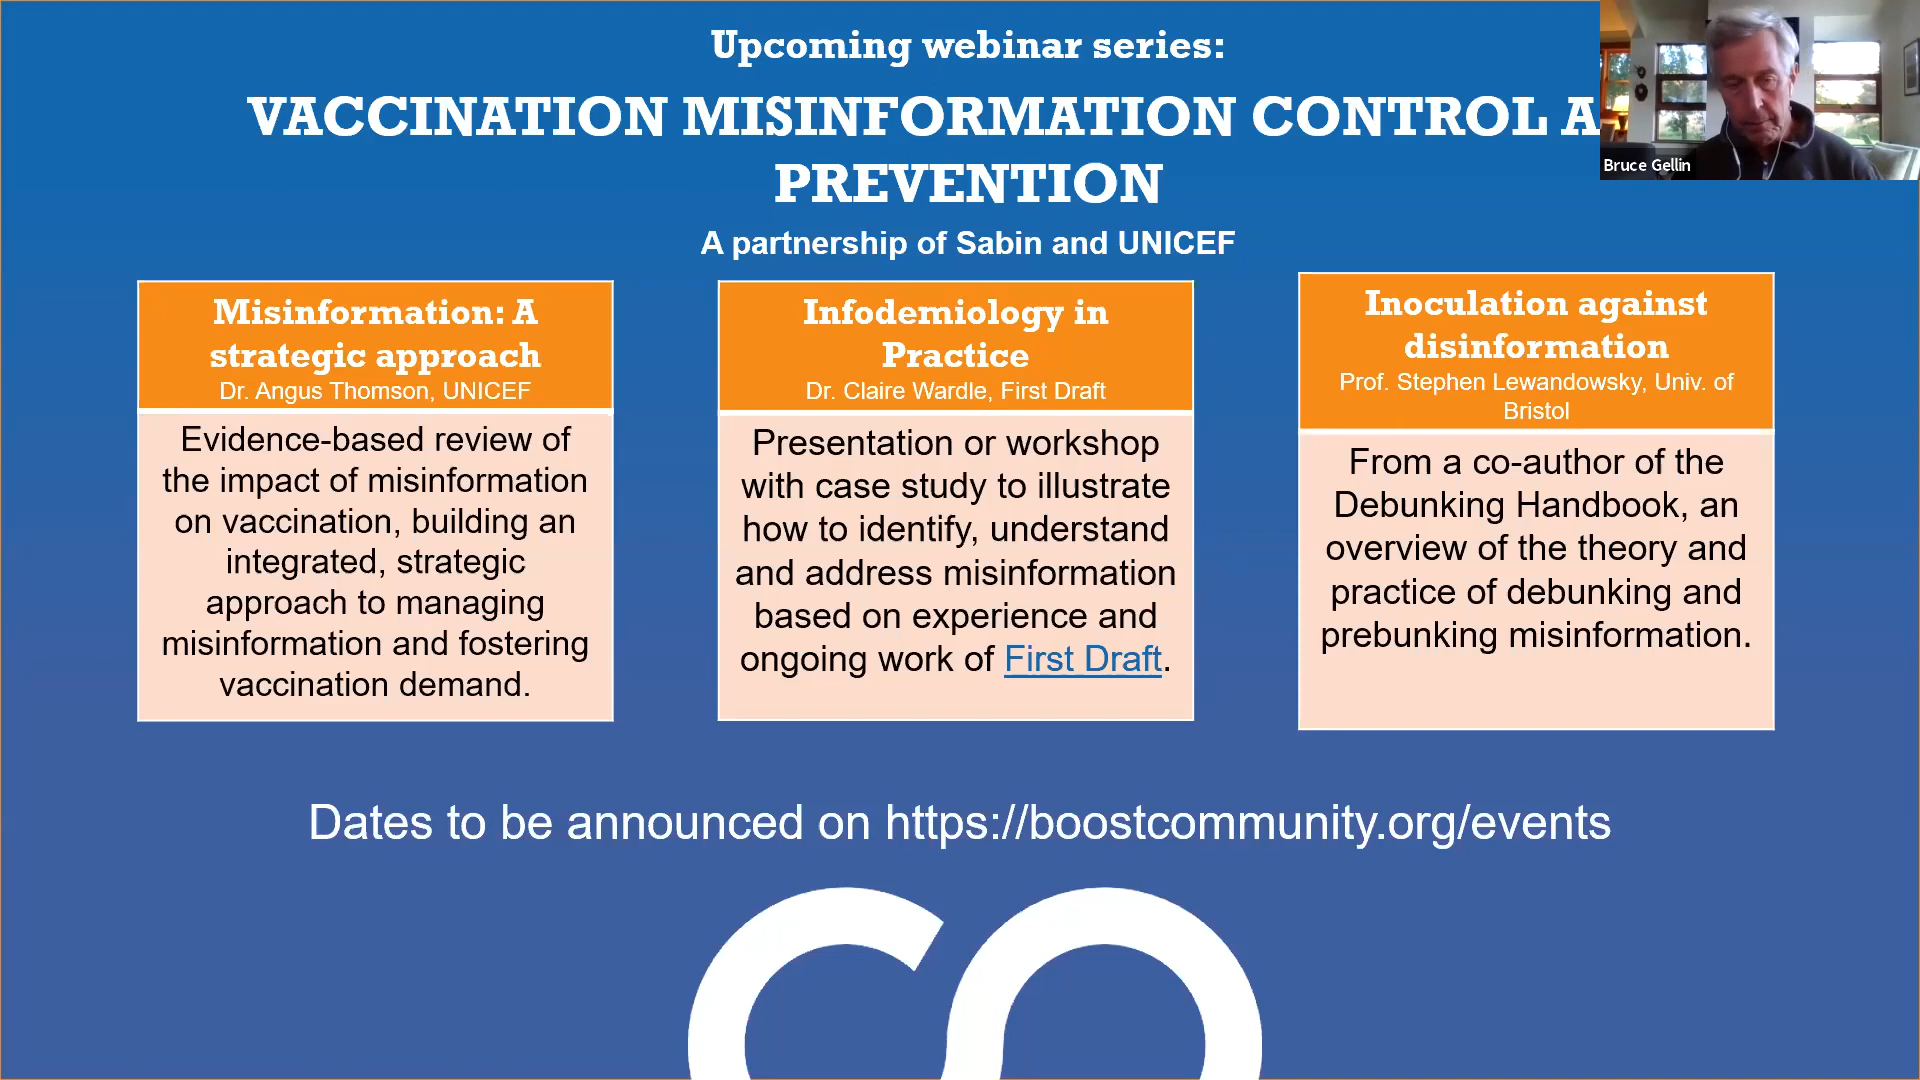 Upcoming webinar series:
VACCINATION MISINFORMATION CONTROL A
PREVENTION
A partnership of Sabin and UNICEF
Bruce Gellin
Misinformation: A
strategic approach
Dr. Angus Thomson, UNICEF
Evidence-based review of
the impact of misinformation
on vaccination, building an
integrated, strategic
approach to managing
misinformation and fostering
vaccination demand.
Infodemiology in
Practice
Dr. Claire Wardle, First Draft
Presentation or workshop
with case study to illustrate
how to identify, understand
and address misinformation
based on experience and
ongoing work of First Draft.
Inoculation against
disinformation
Prof. Stephen Lewandowsky, Univ. of
Bristol
From a co-author of the
Debunking Handbook, an
overview of the theory and
practice of debunking and
prebunking misinformation.
Dates to be announced on https://boostcommunity.org/events